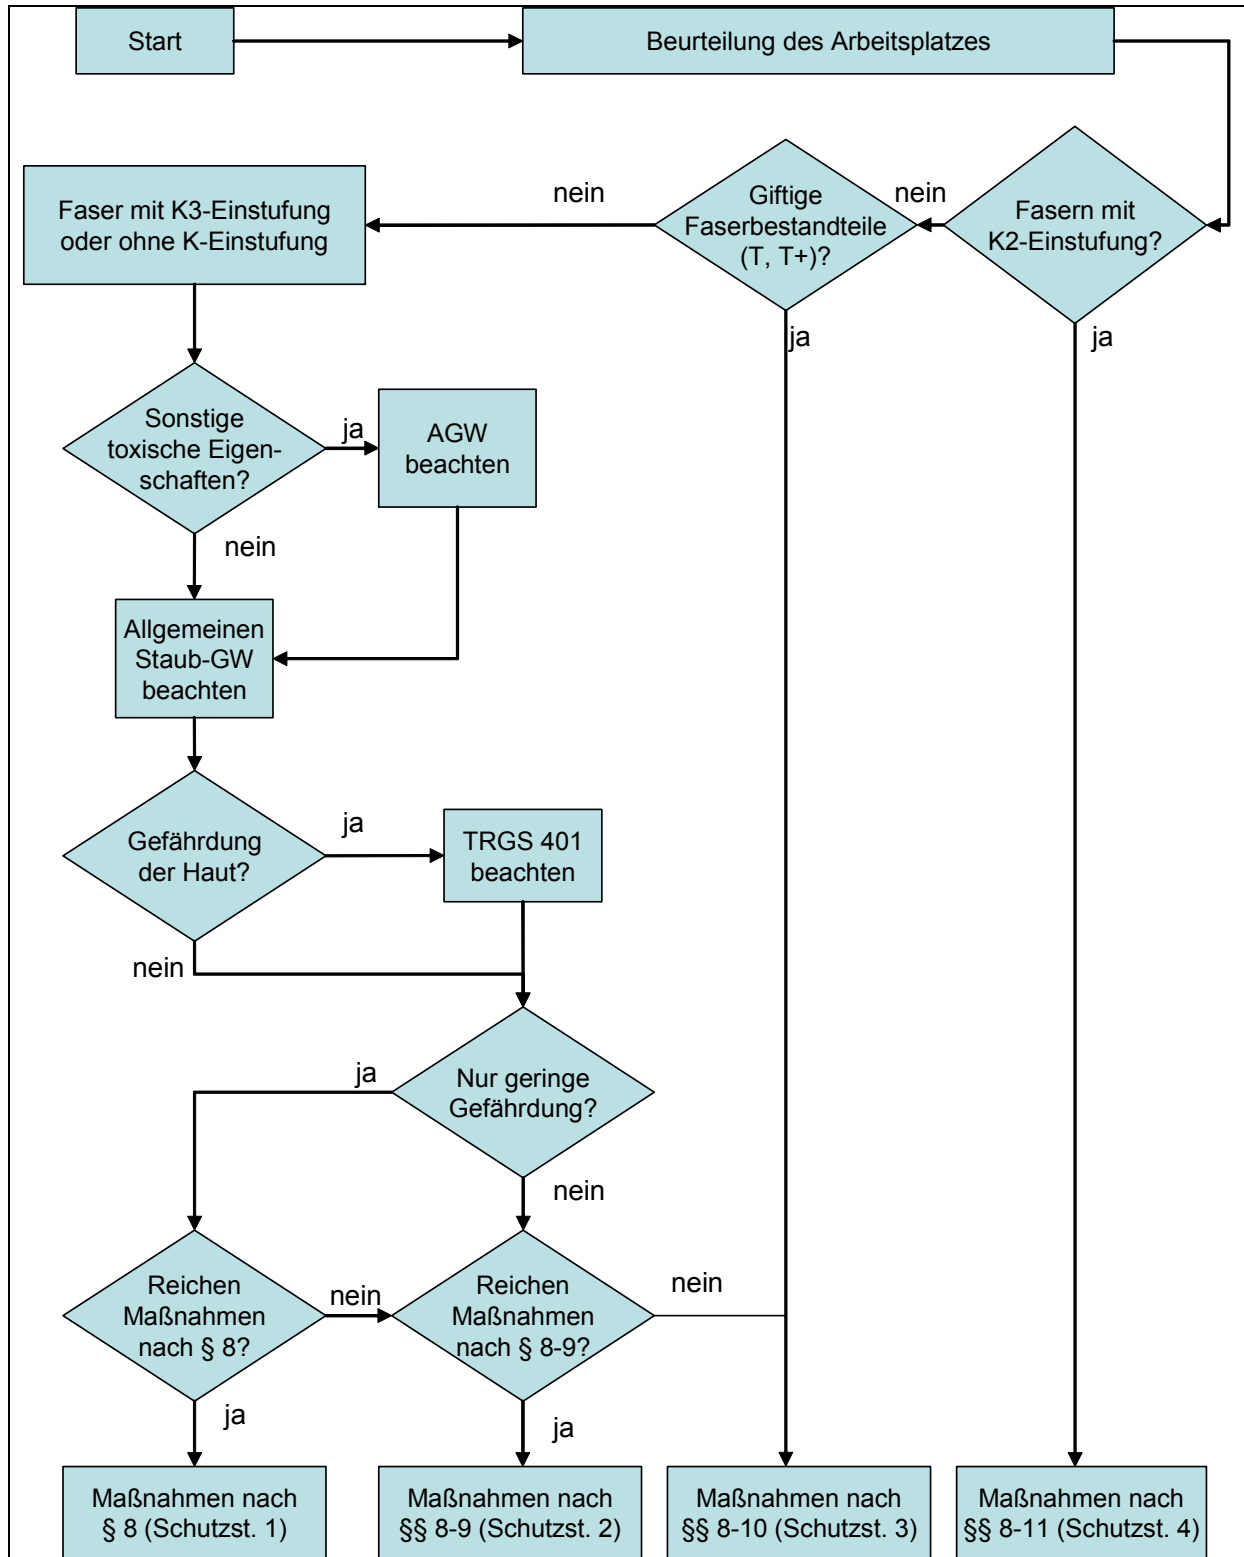 Start
Beurteilung des Arbeitsplatzes
Fasern mit
K2-Einstufung?
nein
ja
Giftige
Faserbestandteile
(T, T+)?
nein
ja
Faser mit K3-Einstufung
oder ohne K-Einstufung
Sonstige
toxische Eigen-
schaften?
ja
nein
AGW
beachten
Allgemeinen
Staub-GW
beachten
Gefährdung
der Haut?
ja
nein
TRGS 401
beachten
Nur geringe
Gefährdung?
ja
nein
Reichen
Maßnahmen
nach § 8?
nein
ja
Reichen
Maßnahmen
nach § 8-9?
nein
ja
Maßnahmen nach
§ 8 (Schutzst. 1)
Maßnahmen nach
§§ 8-9 (Schutzst. 2)
Maßnahmen nach
§§ 8-10 (Schutzst. 3)
Maßnahmen nach
§§ 8-11 (Schutzst. 4)